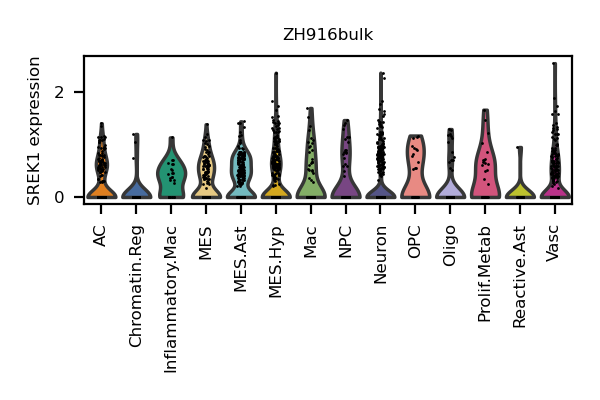 ZH916bulk
SREK1 expression
2
0
AC
Chromatin.Reg
Inflammatory.Mac
MES
MES.Ast
MES.Hyp
Mac
NPC
Neuron
OPC
Oligo
Prolif.Metab
Reactive.Ast
Vasc